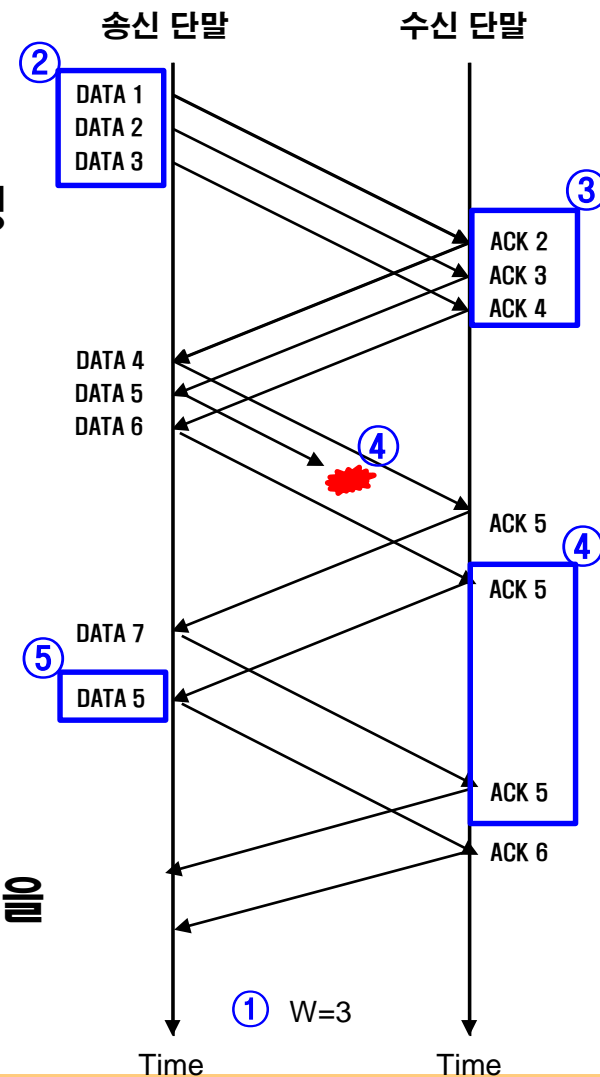 송신 단말 수신 단말
②
DATA 1
DATA 2
DATA 3
③
ACK 2
ACK 3
ACK 4
DATA 4
DATA 5
DATA 6
④
ACK 5
④
ACK 5
DATA 7
⑤
DATA 5
ACK 5
ACK 6
을
① W=3
Time Time